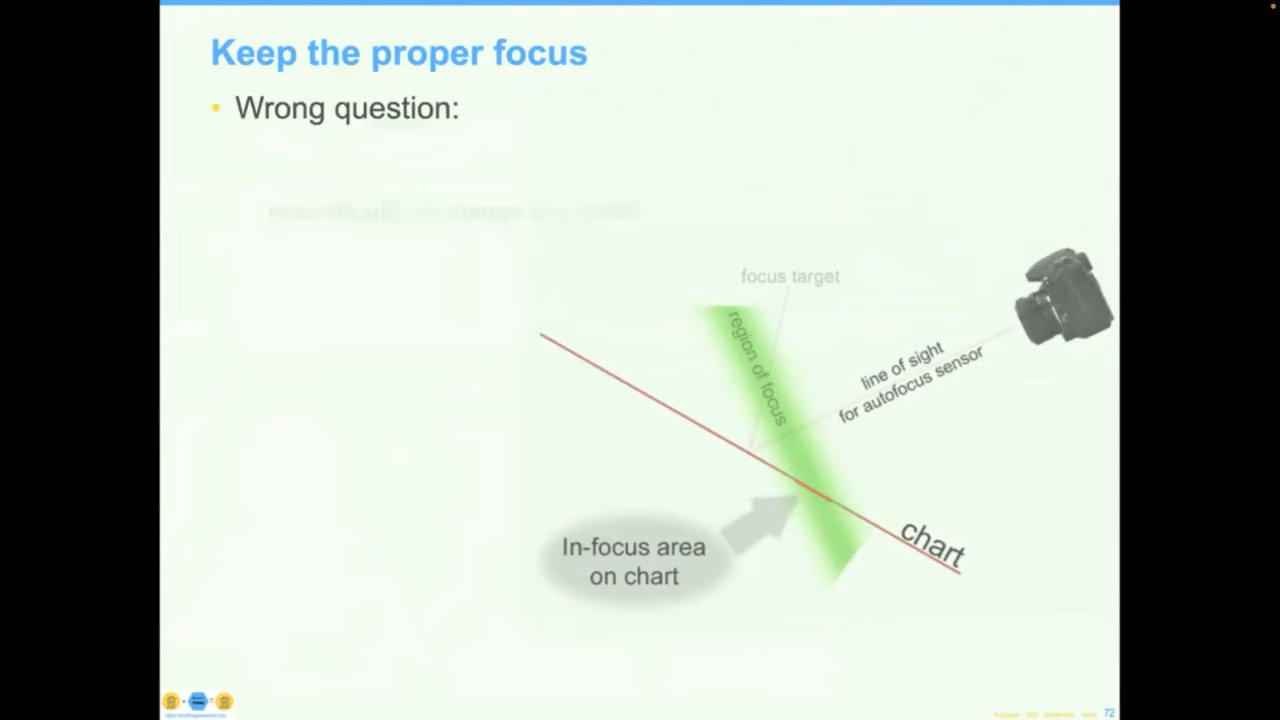 Keep the proper focus
• Wrong question:
focus target
region of focus
line of sight
for autofocus sensor
In-focus area
on chart
chart
72